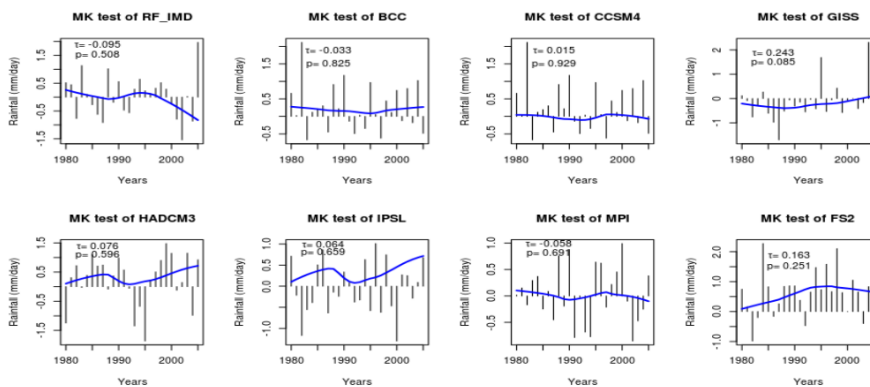 MK test of RF_IMD
τ= -0.095
p= 0.508
Rainfall (mm/day)
1.5
0.5
-0.5
-1.5
1980
1990
2000
Years
MK test of BCC
τ= -0.033
p= 0.825
Rainfall (mm/day)
1.5
0.5
-0.5
1980
1990
2000
Years
MK test of CCSM4
τ= 0.015
p= 0.929
Rainfall (mm/day)
1.5
0.5
-0.5
1980
1990
2000
Years
MK test of GISS
τ= 0.243
p= 0.085
Rainfall (mm/day)
2
1
-1
1980
1990
2000
Years
MK test of HADCM3
τ= 0.076
p= 0.596
Rainfall (mm/day)
1.5
0.5
-0.5
-1.5
1980
1990
2000
Years
MK test of IPSL
τ= 0.064
p= 0.659
Rainfall (mm/day)
1.0
0.0
-1.0
1980
1990
2000
Years
MK test of MPI
τ= -0.058
p= 0.691
Rainfall (mm/day)
1.0
0.5
0.0
-0.5
1980
1990
2000
Years
MK test of FS2
τ= 0.163
p= 0.251
Rainfall (mm/day)
2.0
1.0
0.0
-1.0
1980
1990
2000
Years